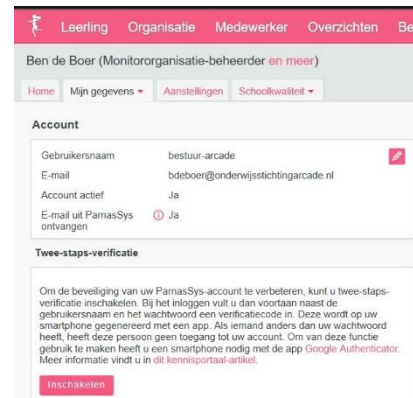 Leerling Organisatie Medewerker Overzichten Be
Ben de Boer (Monitororganisatie-beheerder en meer)
Home Mijn gegevens Aanstellingen Schoolkwaliteit
Account
Gebruikersnaam bestuur-arcade
E-mail bdeboer@onderwijsstichtingarcade.nl
Account actief Ja
E-mail uit ParnasSys Ja
ontvangen
Twee-staps-verificatie
Om de beveiliging van uw ParnasSys-account te verbeteren, kunt u twee-staps-
verificatie inschakelen. Bij het inloggen vult u dan voortaan naast de
gebruikersnaam en het wachtwoord een verificatiecode in. Deze wordt op uw
smartphone gegenereerd met een app. Als iemand anders dan uw wachtwoord
heeft, heeft deze persoon geen toegang tot uw account. Om van deze functie
gebruik te maken heeft u een smartphone nodig met de app Google Authenticator.
Meer informatie vindt u in dit kennisportaal-artikel.
Inschakelen